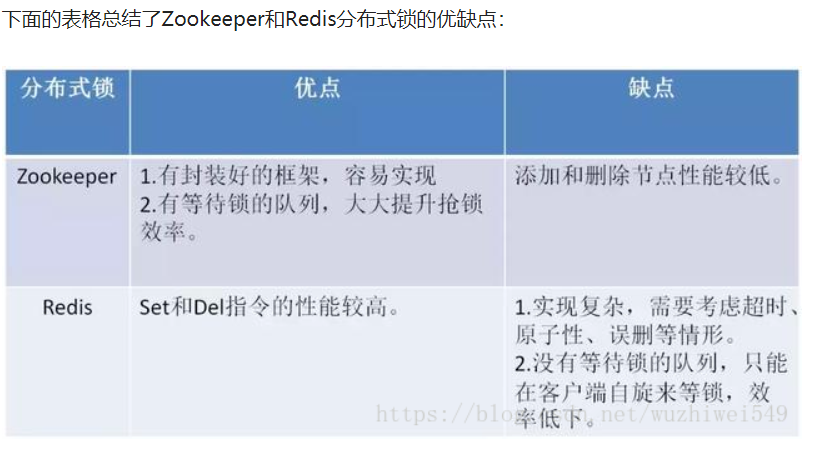 下面的表格总结了Zookeeper和Redis分布式锁的优缺点：
分布式锁
优点
缺点
Zookeeper
1.有封装好的框架，容易实现
2.有等待锁的队列，大大提升抢锁
效率。
添加和删除节点性能较低。
Redis
Set和Del指令的性能较高。
1.实现复杂，需要考虑超时、
原子性、误删等情形。
2.没有等待锁的队列，只能
在客户端自旋来等锁，效
率低下。
https://blog.csdn.net/wuzhiwei549